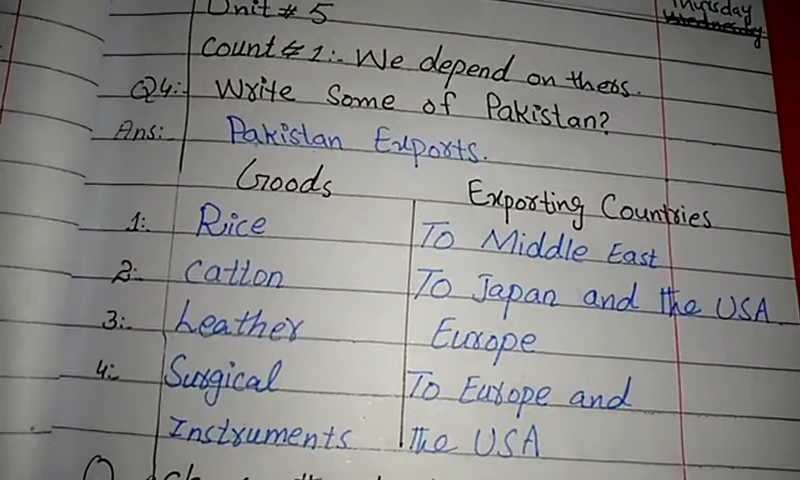 Unit # 5
Thursday
Wednesday
Count # 1:- We depend on thers.
Q4:- Write Some of Pakistan?
Ans: Pakistan Exports.
Goods Exporting Countries
1: Rice To Middle East
2: Catton To Japan and the USA
3: Leather Europe
4: Surgical To Europe and
Instruments the USA